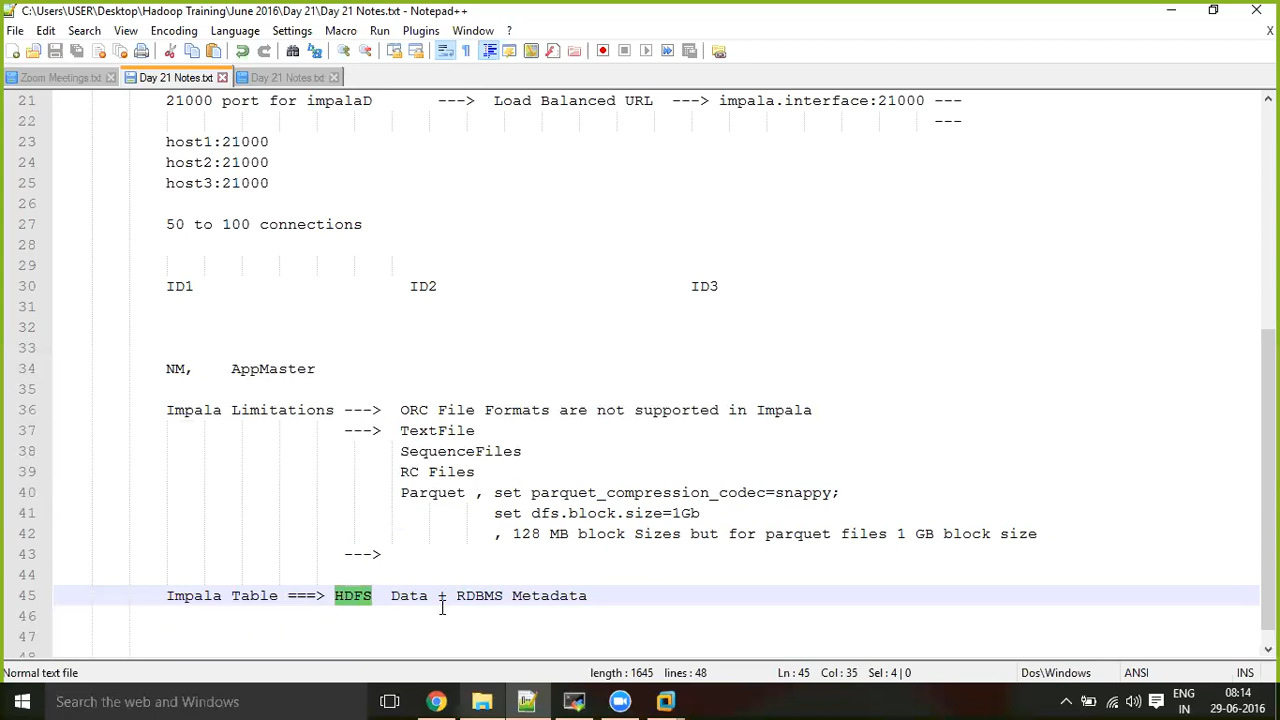 C:\Users\USER\Desktop\Hadoop Training\June 2016\Day 21\Day 21 Notes.txt - Notepad++
File Edit Search View Encoding Language Settings Macro Run Plugins Window ? X
Zoom Meetings.txt Day 21 Notes.txt Day 21 Notes.txt
21 21000 port for impalaD ---> Load Balanced URL ---> impala.interface:21000 ---
22 ---
23 host1:21000
24 host2:21000
25 host3:21000
26
27 50 to 100 connections
28
29
30 ID1 ID2 ID3
31
32
33
34 NM, AppMaster
35
36 Impala Limitations ---> ORC File Formats are not supported in Impala
37 ---> TextFile
38 SequenceFiles
39 RC Files
40 Parquet , set parquet_compression_codec=snappy;
41 set dfs.block.size=1Gb
42 , 128 MB block Sizes but for parquet files 1 GB block size
43 --->
44
45 Impala Table ===> HDFS Data + RDBMS Metadata
46
47
48
Normal text file length : 1645 lines : 48 Ln : 45 Col : 35 Sel : 4 | 0 Dos\Windows ANSI INS
Search the web and Windows ENG 08:14
IN 29-06-2016